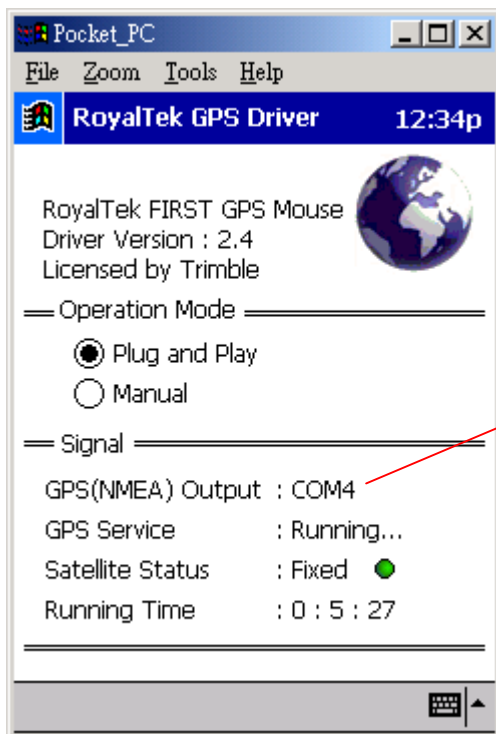 Pocket_PC
File Zoom Tools Help
RoyalTek GPS Driver 12:34p
RoyalTek FIRST GPS Mouse
Driver Version : 2.4
Licensed by Trimble
Operation Mode
Plug and Play
Manual
Signal
GPS(NMEA) Output : COM4
GPS Service : Running...
Satellite Status : Fixed
Running Time : 0 : 5 : 27